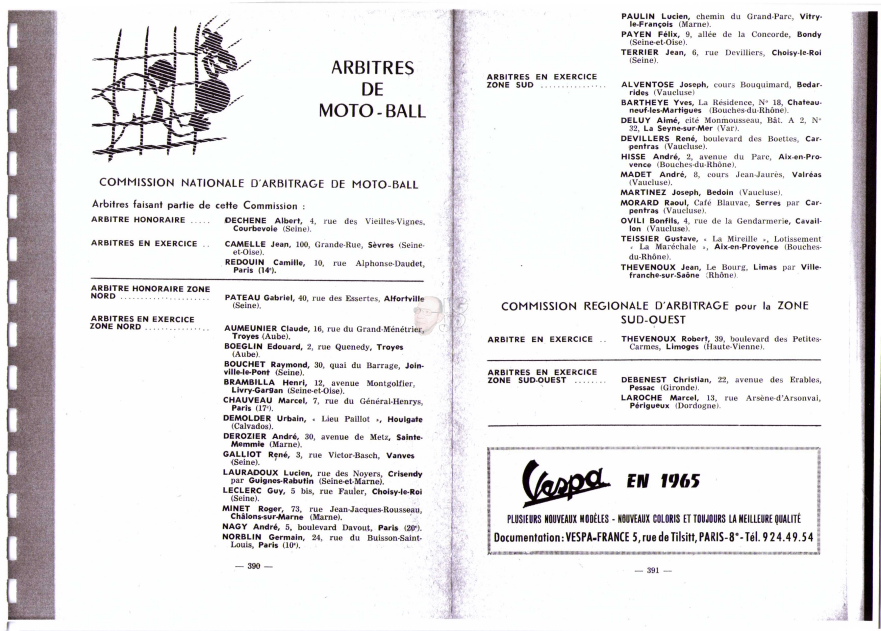 ARBITRES
DE
MOTO-BALL
COMMISSION NATIONALE D'ARBITRAGE DE MOTO-BALL
Arbitres faisant partie de cette Commission :
ARBITRE HONORAIRE ..... DECHENE Albert, 4, rue des Vieilles-Vignes,
Courbevoie (Seine).
ARBITRES EN EXERCICE .. CAMELLE Jean, 100, Grande-Rue, Sèvres (Seine-
et-Oise).
REDOUIN Camille, 10, rue Alphonse-Daudet,
Paris (14e).
ARBITRE HONORAIRE ZONE
NORD ..................... PATEAU Gabriel, 40, rue des Essertes, Alfortville
(Seine).
ARBITRES EN EXERCICE
ZONE NORD ............... AUMEUNIER Claude, 16, rue du Grand-Ménétrier,
Troyes (Aube).
BOEGLIN Edouard, 2, rue Quenedy, Troyes
(Aube).
BOUCHET Raymond, 30, quai du Barrage, Join-
ville-le-Pont (Seine).
BRAMBILLA Henri, 12, avenue Montgolfier,
Livry-Gargan (Seine-et-Oise).
CHAUVEAU Marcel, 7, rue du Général-Henrys,
Paris (17e).
DEMOLDER Urbain, « Lieu Paillot », Houlgate
(Calvados).
DEROZIER André, 30, avenue de Metz, Sainte-
Memmie (Marne).
GALLIOT René, 3, rue Victor-Basch, Vanves
(Seine).
LAURADOUX Lucien, rue des Noyers, Crisendy
par Guignes-Rabutin (Seine-et-Marne).
LECLERC Guy, 5 bis, rue Fauler, Choisy-le-Roi
(Seine).
MINET Roger, 73, rue Jean-Jacques-Rousseau,
Châlons-sur-Marne (Marne).
NAGY André, 5, boulevard Davout, Paris (20e).
NORBLIN Germain, 24, rue du Buisson-Saint-
Louis, Paris (10e).
— 390 —
PAULIN Lucien, chemin du Grand-Parc, Vitry-
le-François (Marne).
PAYEN Félix, 9, allée de la Concorde, Bondy
(Seine-et-Oise).
TERRIER Jean, 6, rue Devilliers, Choisy-le-Roi
(Seine).
ARBITRES EN EXERCICE
ZONE SUD ............... ALVENTOSE Joseph, cours Bouquimard, Bedar-
rides (Vaucluse)
BARTHEYE Yves, La Résidence, N° 18, Chateau-
neuf-les-Martigues (Bouches-du-Rhône).
DELUY Aimé, cité Monmousseau, Bât. A 2, N°
32, La Seyne-sur-Mer (Var).
DEVILLERS René, boulevard des Boettes, Car-
pentras (Vaucluse).
HISSE André, 2, avenue du Parc, Aix-en-Pro-
vence (Bouches-du-Rhône).
MADET André, 8, cours Jean-Jaurès, Valréas
(Vaucluse).
MARTINEZ Joseph, Bedoin (Vaucluse).
MORARD Raoul, Café Blauvac, Serres par Car-
pentras (Vaucluse).
OVILI Bonfils, 4, rue de la Gendarmerie, Cavail-
lon (Vaucluse).
TEISSIER Gustave, « La Mireille », Lotissement
« La Maréchale », Aix-en-Provence (Bouches-
du-Rhône).
THEVENOUX Jean, Le Bourg, Limas par Ville-
franche-sur-Saône (Rhône).
COMMISSION REGIONALE D'ARBITRAGE pour la ZONE
SUD-OUEST
ARBITRE EN EXERCICE .. THEVENOUX Robert, 39, boulevard des Petites-
Carmes, Limoges (Haute-Vienne).
ARBITRES EN EXERCICE
ZONE SUD-OUEST ........ DEBENEST Christian, 22, avenue des Erables,
Pessac (Gironde).
LAROCHE Marcel, 13, rue Arsène-d'Arsonval,
Périgueux (Dordogne).
Vespa EN 1965
PLUSIEURS NOUVEAUX MODÈLES - NOUVEAUX COLORIS ET TOUJOURS LA MEILLEURE QUALITÉ
Documentation : VESPA-FRANCE 5, rue de Tilsitt, PARIS-8e - Tél. 924.49.54
— 391 —